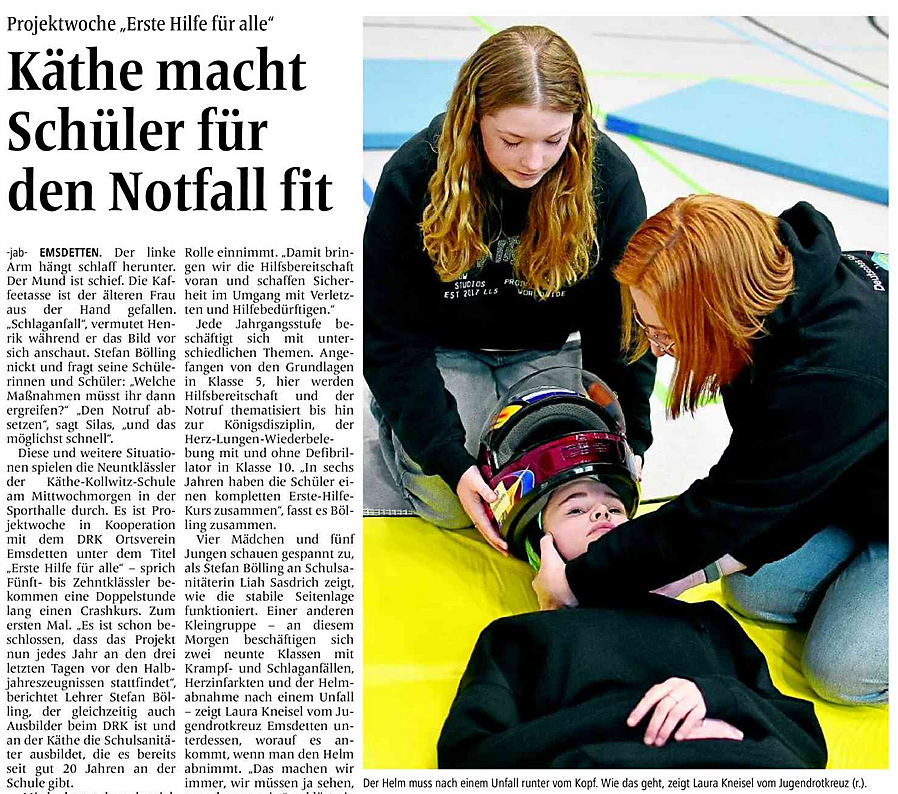 Projektwoche „Erste Hilfe für alle“
Käthe macht
Schüler für
den Notfall fit
-jab- EMSDETTEN. Der linke
Arm hängt schlaff herunter.
Der Mund ist schief. Die Kaf-
feetasse ist der älteren Frau
aus der Hand gefallen.
„Schlaganfall“, vermutet Hen-
rik während er das Bild vor
sich anschaut. Stefan Bölling
nickt und fragt seine Schüle-
rinnen und Schüler: „Welche
Maßnahmen müsst ihr dann
ergreifen?“ „Den Notruf ab-
setzen“, sagt Silas, „und das
möglichst schnell“.
Diese und weitere Situatio-
nen spielen die Neuntklässler
der Käthe-Kollwitz-Schule
am Mittwochmorgen in der
Sporthalle durch. Es ist Pro-
jektwoche in Kooperation
mit dem DRK Ortsverein
Emsdetten unter dem Titel
„Erste Hilfe für alle“ – sprich
Fünft- bis Zehntklässler be-
kommen eine Doppelstunde
lang einen Crashkurs. Zum
ersten Mal. „Es ist schon be-
schlossen, dass das Projekt
nun jedes Jahr an den drei
letzten Tagen vor den Halb-
jahreszeugnissen stattfindet“,
berichtet Lehrer Stefan Böl-
ling, der gleichzeitig auch
Ausbilder beim DRK ist und
an der Käthe die Schulsanitä-
ter ausbildet, die es bereits
seit gut 20 Jahren an der
Schule gibt.
Rolle einnimmt. „Damit brin-
gen wir die Hilfsbereitschaft
voran und schaffen Sicher-
heit im Umgang mit Verletz-
ten und Hilfebedürftigen.“
Jede Jahrgangsstufe be-
schäftigt sich mit unter-
schiedlichen Themen. Ange-
fangen von den Grundlagen
in Klasse 5, hier werden
Hilfsbereitschaft und der
Notruf thematisiert bis hin
zur Königsdisziplin, der
Herz-Lungen-Wiederbele-
bung mit und ohne Defibril-
lator in Klasse 10. „In sechs
Jahren haben die Schüler ei-
nen kompletten Erste-Hilfe-
Kurs zusammen“, fasst es Böl-
ling zusammen.
Vier Mädchen und fünf
Jungen schauen gespannt zu,
als Stefan Bölling an Schulsa-
nitäterin Liah Sasdrich zeigt,
wie die stabile Seitenlage
funktioniert. Einer anderen
Kleingruppe – an diesem
Morgen beschäftigen sich
zwei neunte Klassen mit
Krampf- und Schlaganfällen,
Herzinfarkten und der Helm-
abnahme nach einem Unfall
– zeigt Laura Kneisel vom Ju-
gendrotkreuz Emsdetten un-
terdessen, worauf es an-
kommt, wenn man den Helm
abnimmt. „Das machen wir
immer, wir müssen ja sehen,
STUDIOS
EST 2017 LLS
WORLDWIDE
Der Helm muss nach einem Unfall runter vom Kopf. Wie das geht, zeigt Laura Kneisel vom Jugendrotkreuz (r.).